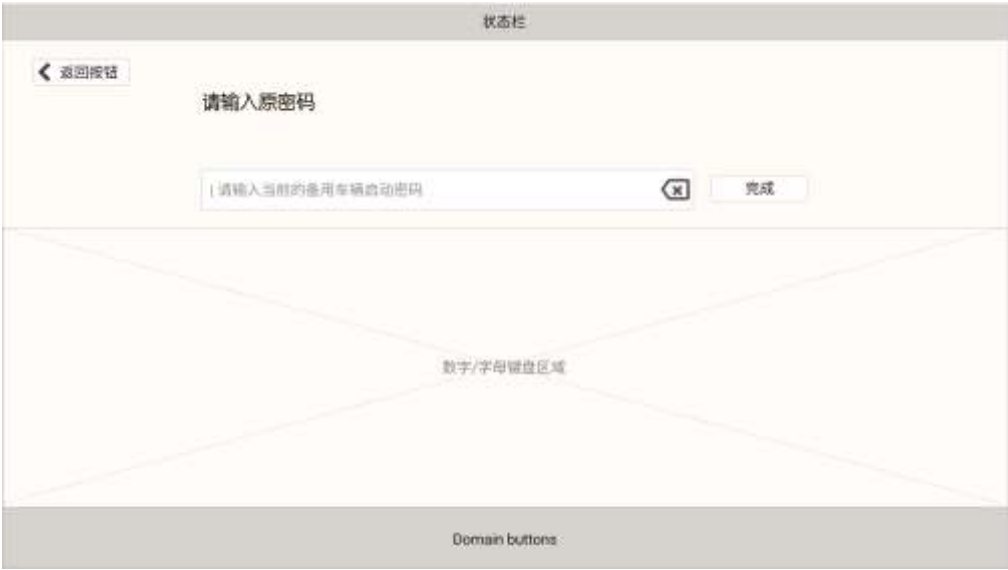 状态栏
返回按钮
请输入原密码
请输入当前的备用车辆启动密码
完成
数字/字母键盘区域
Domain buttons